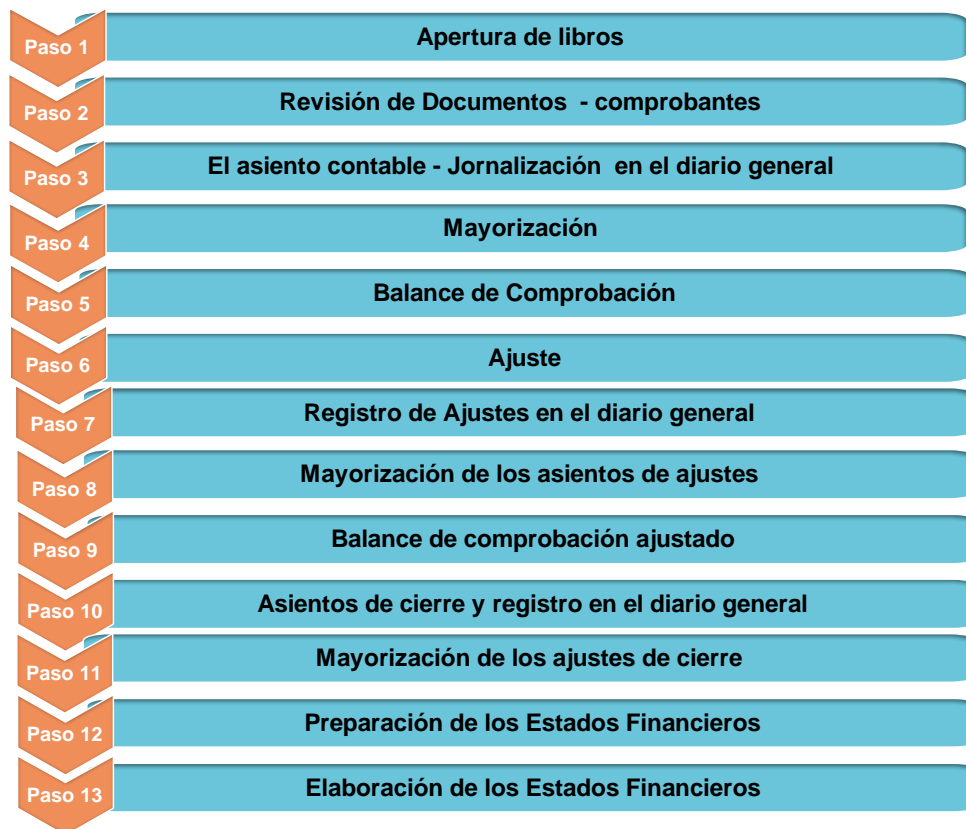 Paso 1 Apertura de libros
Paso 2 Revisión de Documentos - comprobantes
Paso 3 El asiento contable - Jornalización en el diario general
Paso 4 Mayorización
Paso 5 Balance de Comprobación
Paso 6 Ajuste
Paso 7 Registro de Ajustes en el diario general
Paso 8 Mayorización de los asientos de ajustes
Paso 9 Balance de comprobación ajustado
Paso 10 Asientos de cierre y registro en el diario general
Paso 11 Mayorización de los ajustes de cierre
Paso 12 Preparación de los Estados Financieros
Paso 13 Elaboración de los Estados Financieros